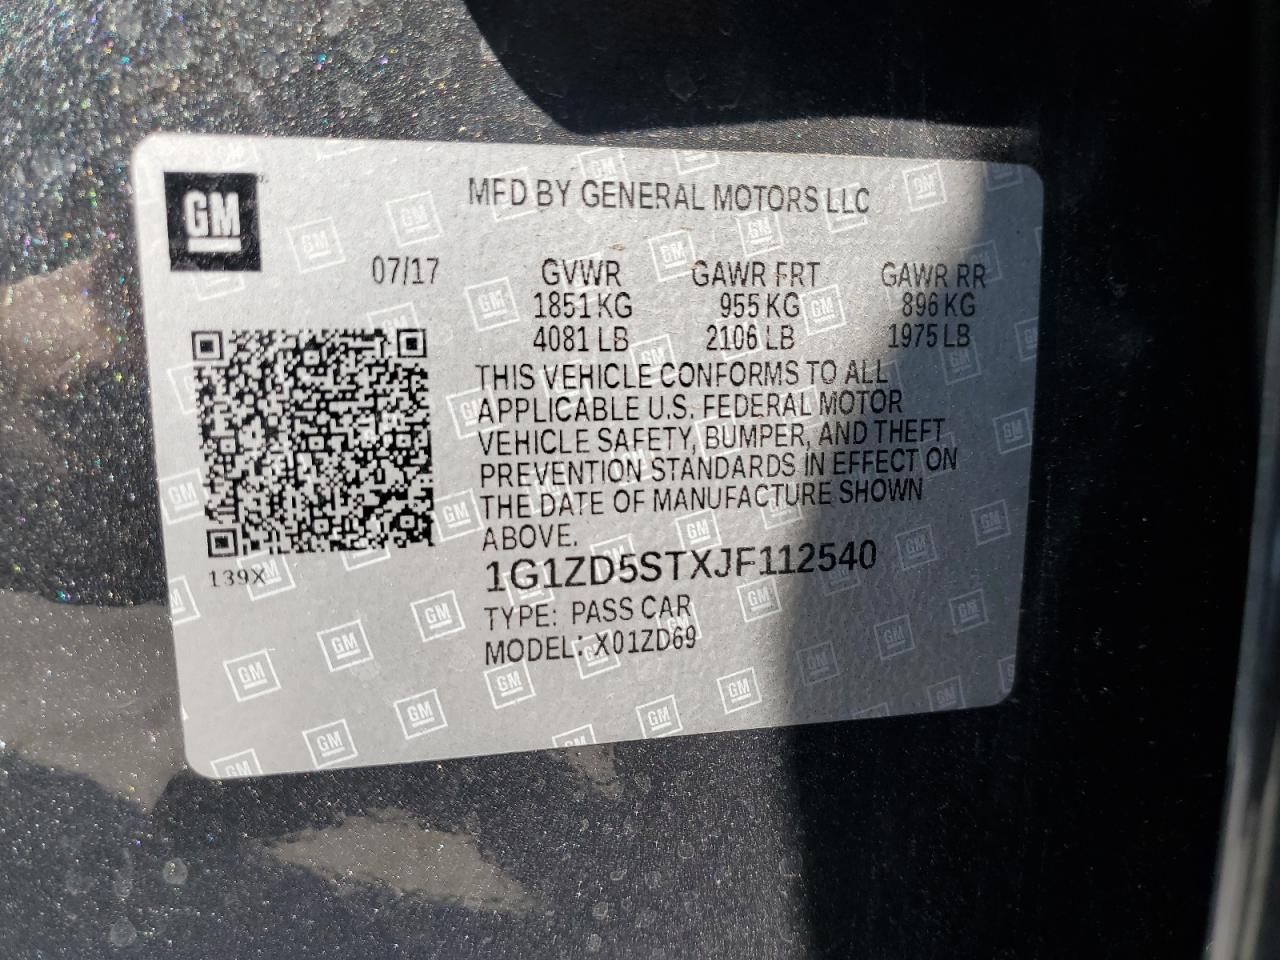 GM
MFD BY GENERAL MOTORS LLC
07/17 GVWR GAWR FRT GAWR RR
1851 KG 955 KG 896 KG
4081 LB 2106 LB 1975 LB
THIS VEHICLE CONFORMS TO ALL
APPLICABLE U.S. FEDERAL MOTOR
VEHICLE SAFETY, BUMPER, AND THEFT
PREVENTION STANDARDS IN EFFECT ON
THE DATE OF MANUFACTURE SHOWN
ABOVE.
139X
1G1ZD5STXJF112540
TYPE: PASS CAR
MODEL: X01ZD69